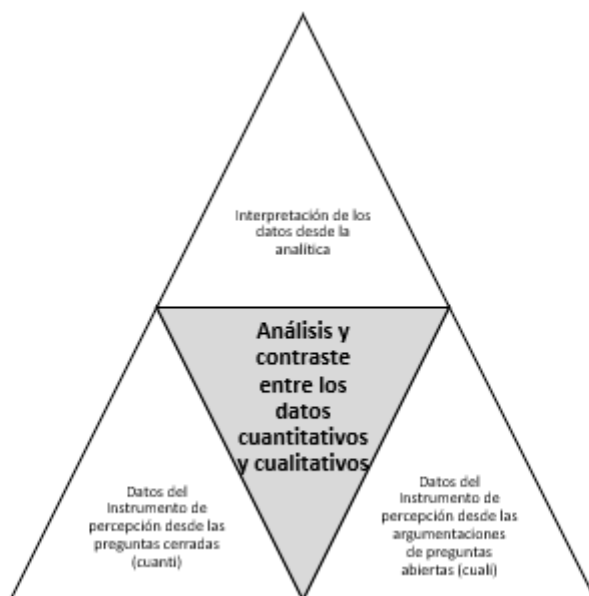 Interpretación de los
datos desde la
analítica
Análisis y
contraste
entre los
datos
cuantitativos
y cualitativos
Datos del
Instrumento de
percepción desde las
preguntas cerradas
(cuanti)
Datos del
Instrumento de
percepción desde las
argumentaciones
de preguntas
abiertas (cuali)